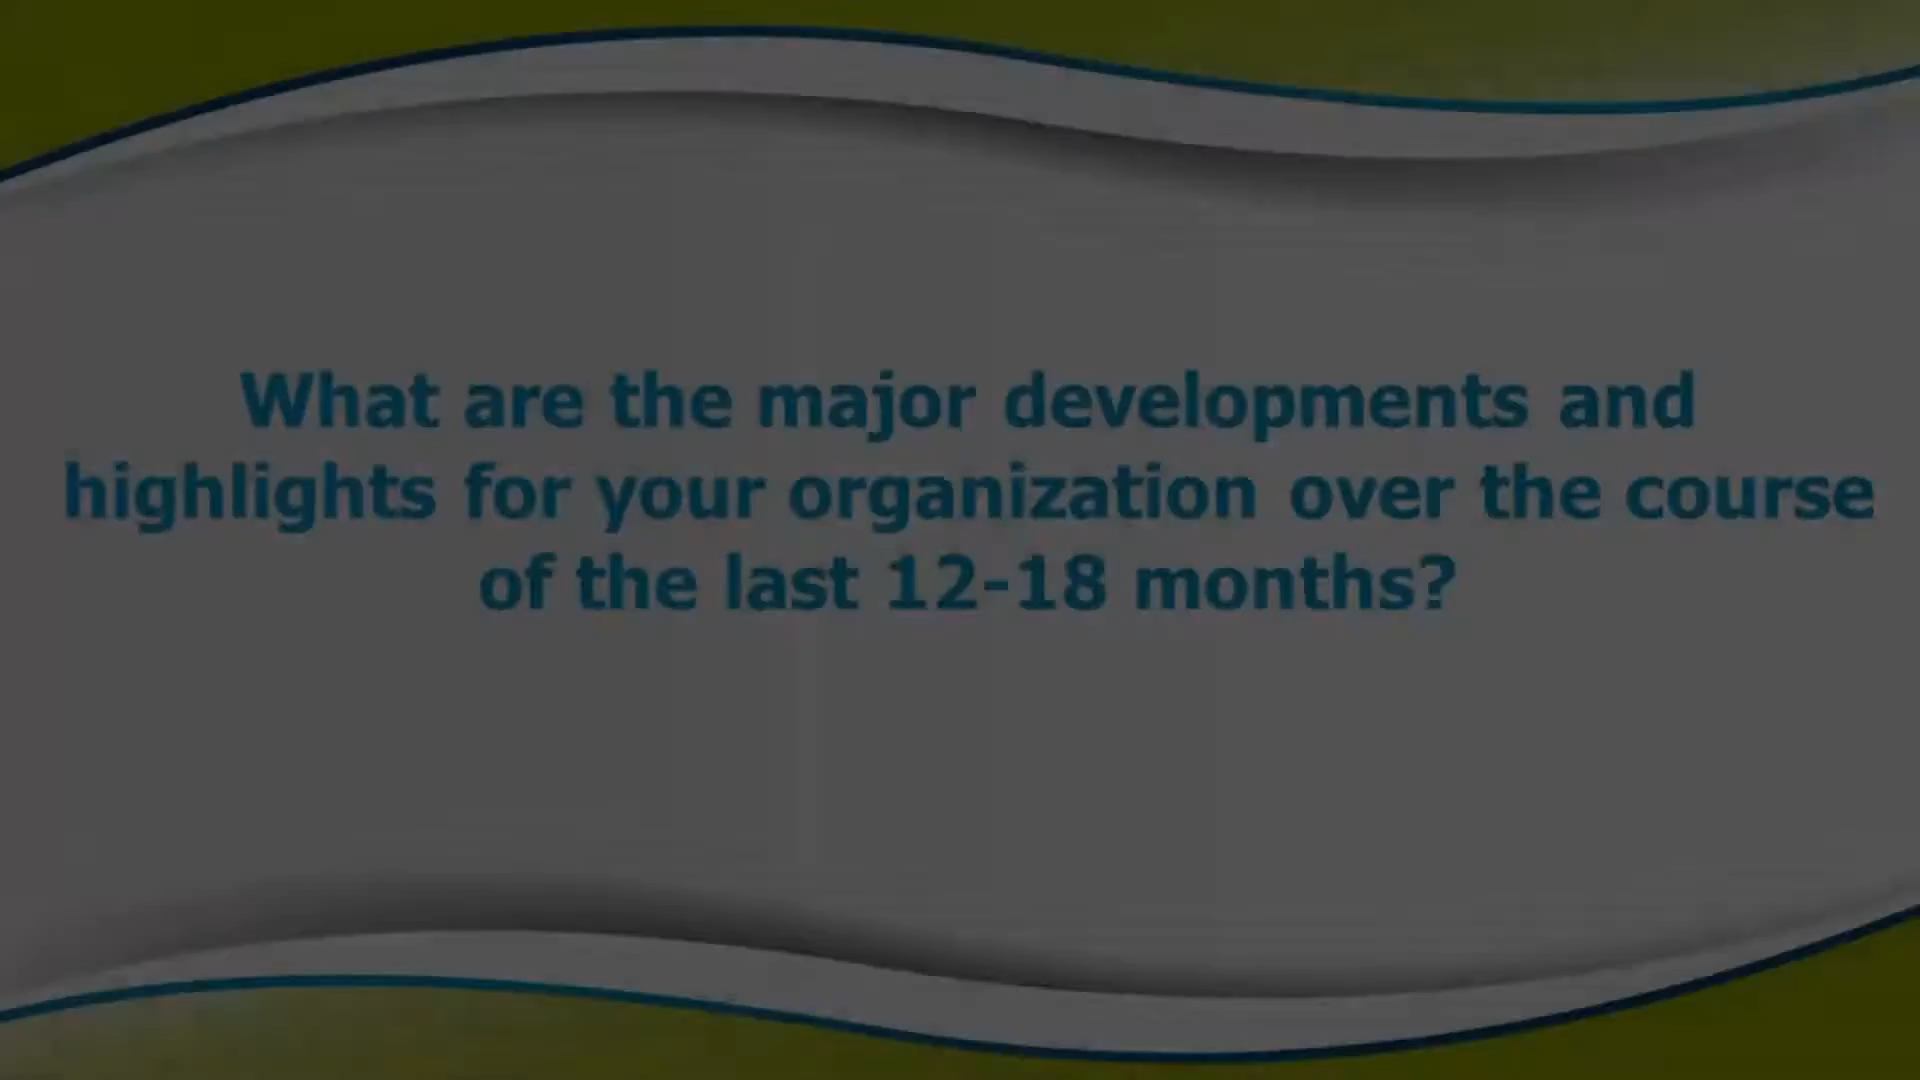 What are the major developments and
highlights for your organization over the course
of the last 12-18 months?